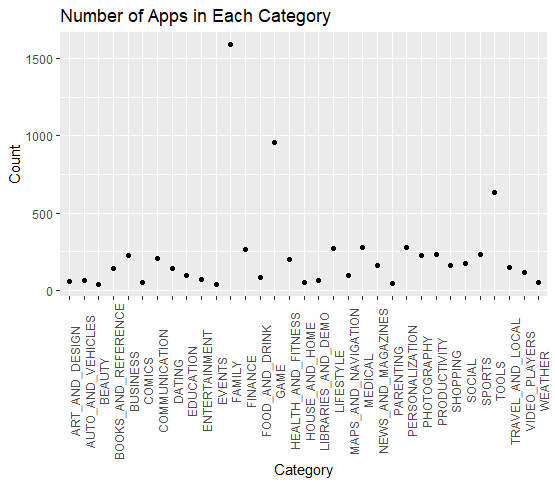 Number of Apps in Each Category
Count
1500
1000
500
0
ART_AND_DESIGN
AUTO_AND_VEHICLES
BEAUTY
BOOKS_AND_REFERENCE
BUSINESS
COMICS
COMMUNICATION
DATING
EDUCATION
ENTERTAINMENT
EVENTS
FAMILY
FINANCE
FOOD_AND_DRINK
GAME
HEALTH_AND_FITNESS
HOUSE_AND_HOME
LIBRARIES_AND_DEMO
LIFESTYLE
MAPS_AND_NAVIGATION
MEDICAL
NEWS_AND_MAGAZINES
PARENTING
PERSONALIZATION
PHOTOGRAPHY
PRODUCTIVITY
SHOPPING
SOCIAL
SPORTS
TOOLS
TRAVEL_AND_LOCAL
VIDEO_PLAYERS
WEATHER
Category